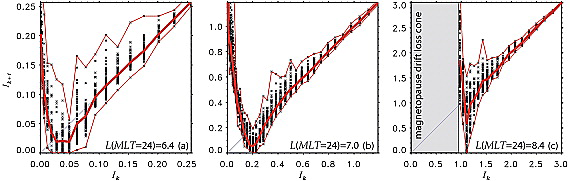 0.25
0.20
0.15
0.10
0.05
0.00
I_{k+1}
0.00 0.05 0.10 0.15 0.20 0.25
I_k
L(MLT=24)=6.4 (a)
1.0
0.8
0.6
0.4
0.2
0.0
0.0 0.2 0.4 0.6 0.8 1.0
I_k
L(MLT=24)=7.0 (b)
3.0
2.5
2.0
1.5
1.0
0.5
0.0
magnetopause drift loss cone
0.0 0.5 1.0 1.5 2.0 2.5 3.0
I_k
L(MLT=24)=8.4 (c)